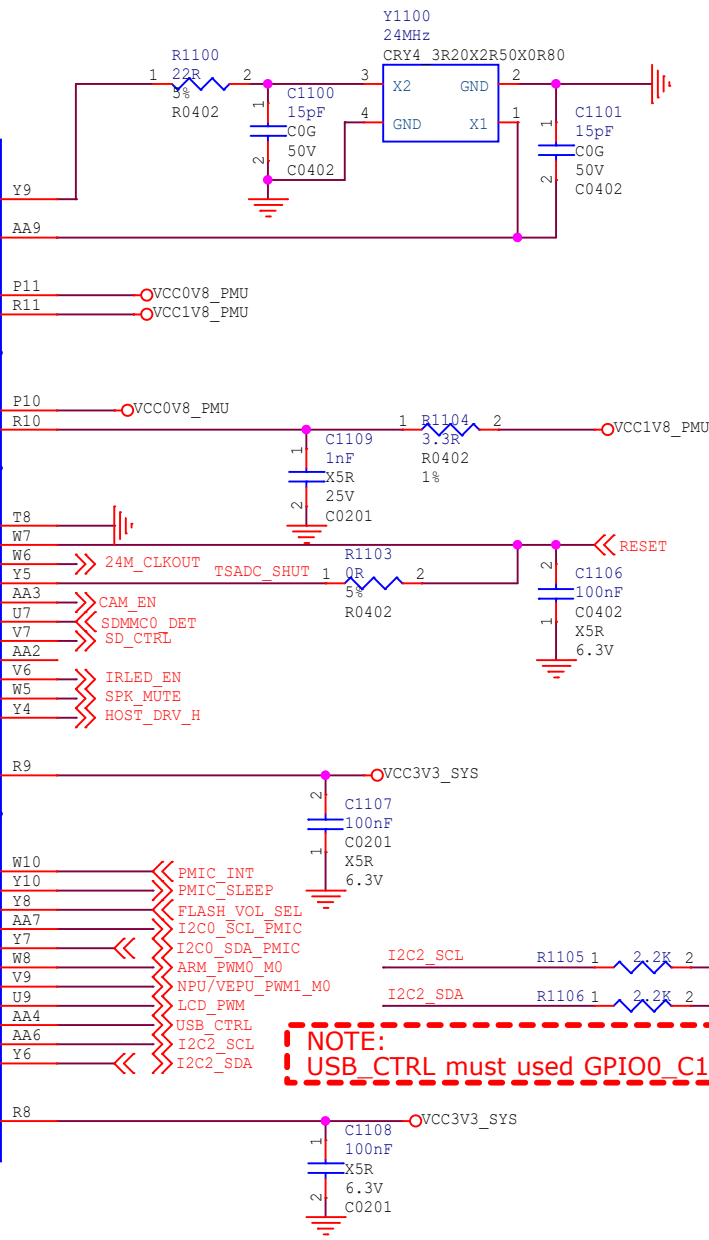 Y1100
24MHz
CRY4_3R20X2R50X0R80
R1100
1 22R 2
5%
R0402
C1100
15pF
C0G
50V
C0402
1
2
3 X2 GND 2
4 GND X1 1
C1101
15pF
C0G
50V
C0402
1
2
Y9
AA9
P11 VCC0V8_PMU
R11 VCC1V8_PMU
P10 VCC0V8_PMU
R10
1 R1104 2
3.3R
R0402
1%
VCC1V8_PMU
C1109
1nF
X5R
25V
C0201
1
2
T8
W7 RESET
W6 24M_CLKOUT
Y5 TSADC_SHUT
R1103
1 0R 2
5%
R0402
C1106
100nF
C0402
X5R
6.3V
2
1
AA3 CAM_EN
U7 SDMMC0_DET
V7 SD_CTRL
AA2
V6 IRLED_EN
W5 SPK_MUTE
Y4 HOST_DRV_H
R9 VCC3V3_SYS
C1107
100nF
C0201
X5R
6.3V
2
1
W10 PMIC_INT
Y10 PMIC_SLEEP
Y8 FLASH_VOL_SEL
AA7 I2C0_SCL_PMIC
Y7 I2C0_SDA_PMIC
W8 ARM_PWM0_M0
V9 NPU/VEPU_PWM1_M0
U9 LCD_PWM
AA4 USB_CTRL
AA6 I2C2_SCL
Y6 I2C2_SDA
I2C2_SCL R1105 1 2.2K 2
I2C2_SDA R1106 1 2.2K 2
NOTE:
USB_CTRL must used GPIO0_C1
R8 VCC3V3_SYS
C1108
100nF
X5R
6.3V
C0201
1
2